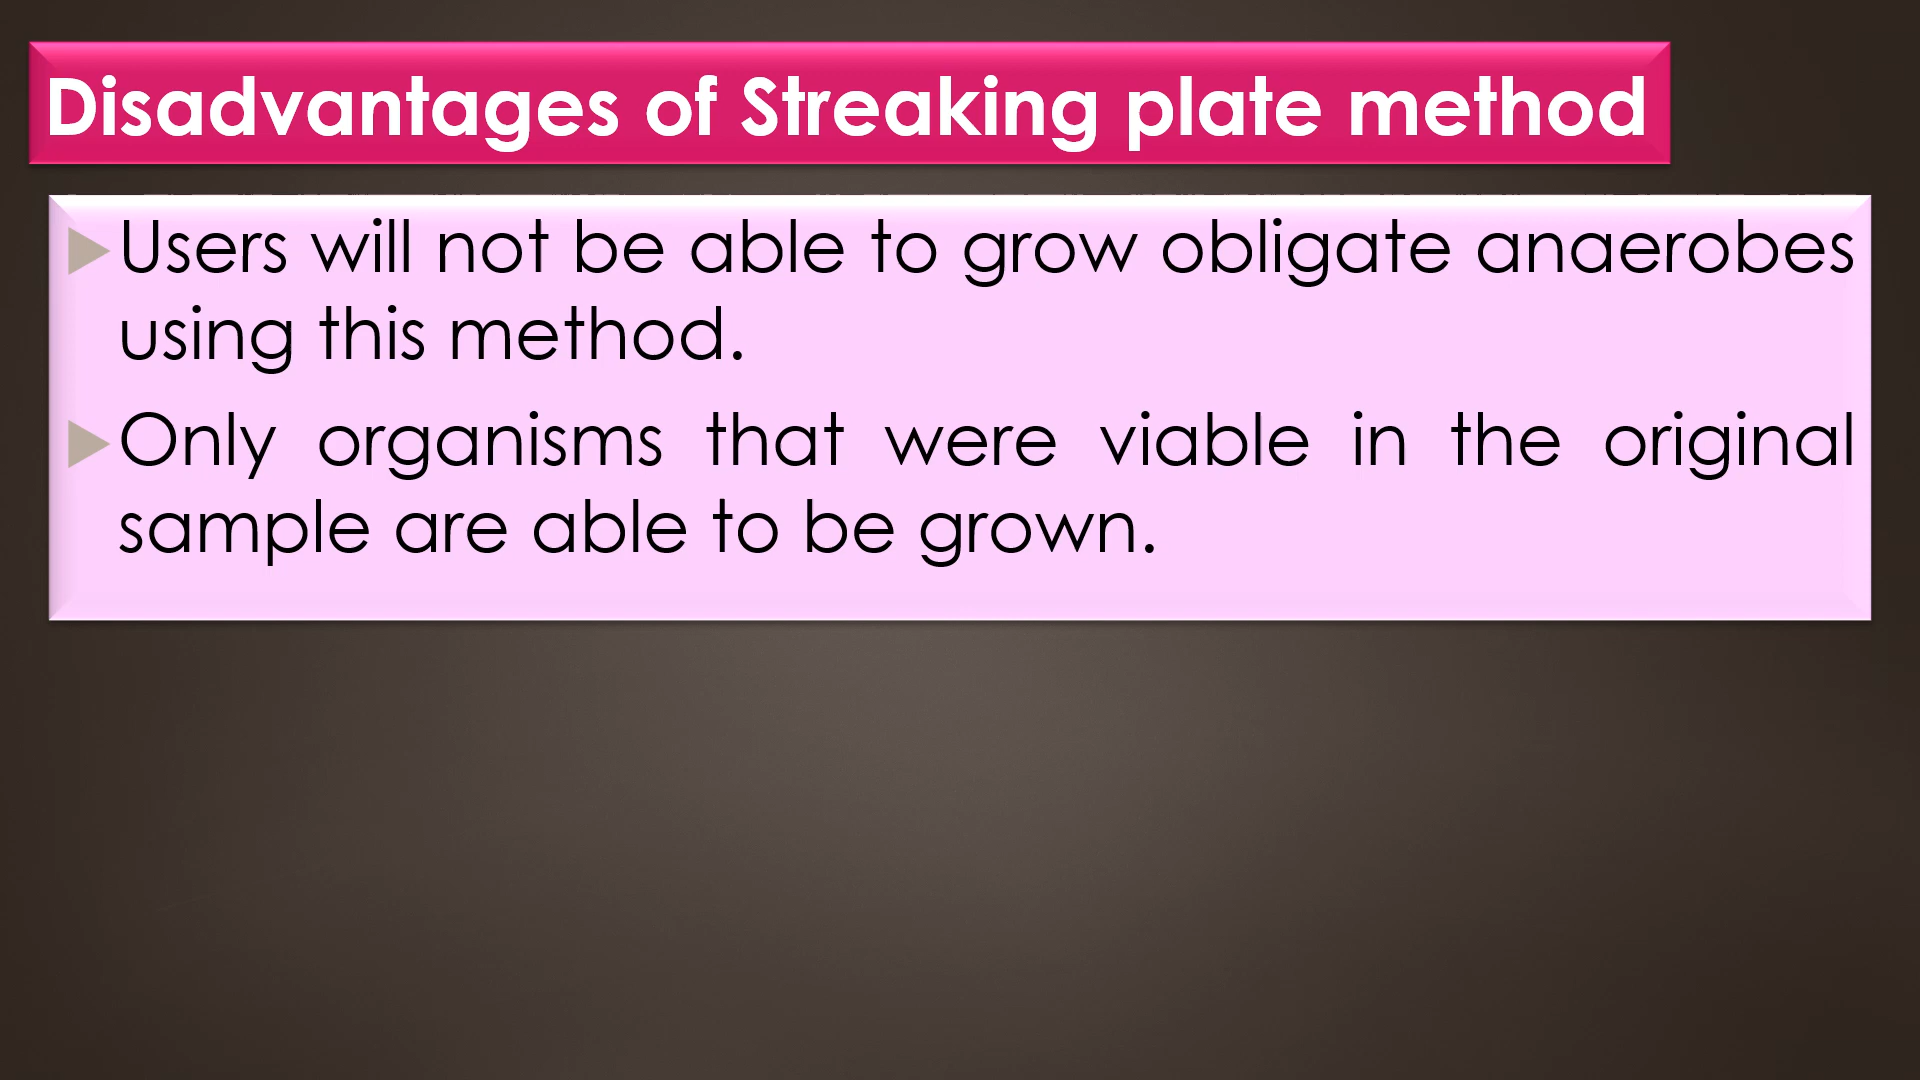 Disadvantages of Streaking plate method
Users will not be able to grow obligate anaerobes
using this method.
Only organisms that were viable in the original
sample are able to be grown.